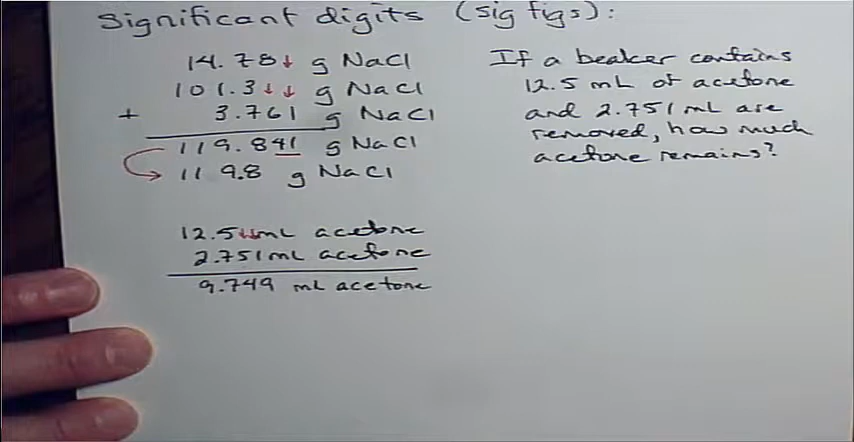 Significant digits (sig figs):
14.78↓ g NaCl
101.3↓↓ g NaCl
+ 3.761 g NaCl
119.841 g NaCl
119.8 g NaCl
If a beaker contains
12.5 mL of acetone
and 2.751 mL are
removed, how much
acetone remains?
12.5↓↓mL acetone
2.751mL acetone
9.749 mL acetone